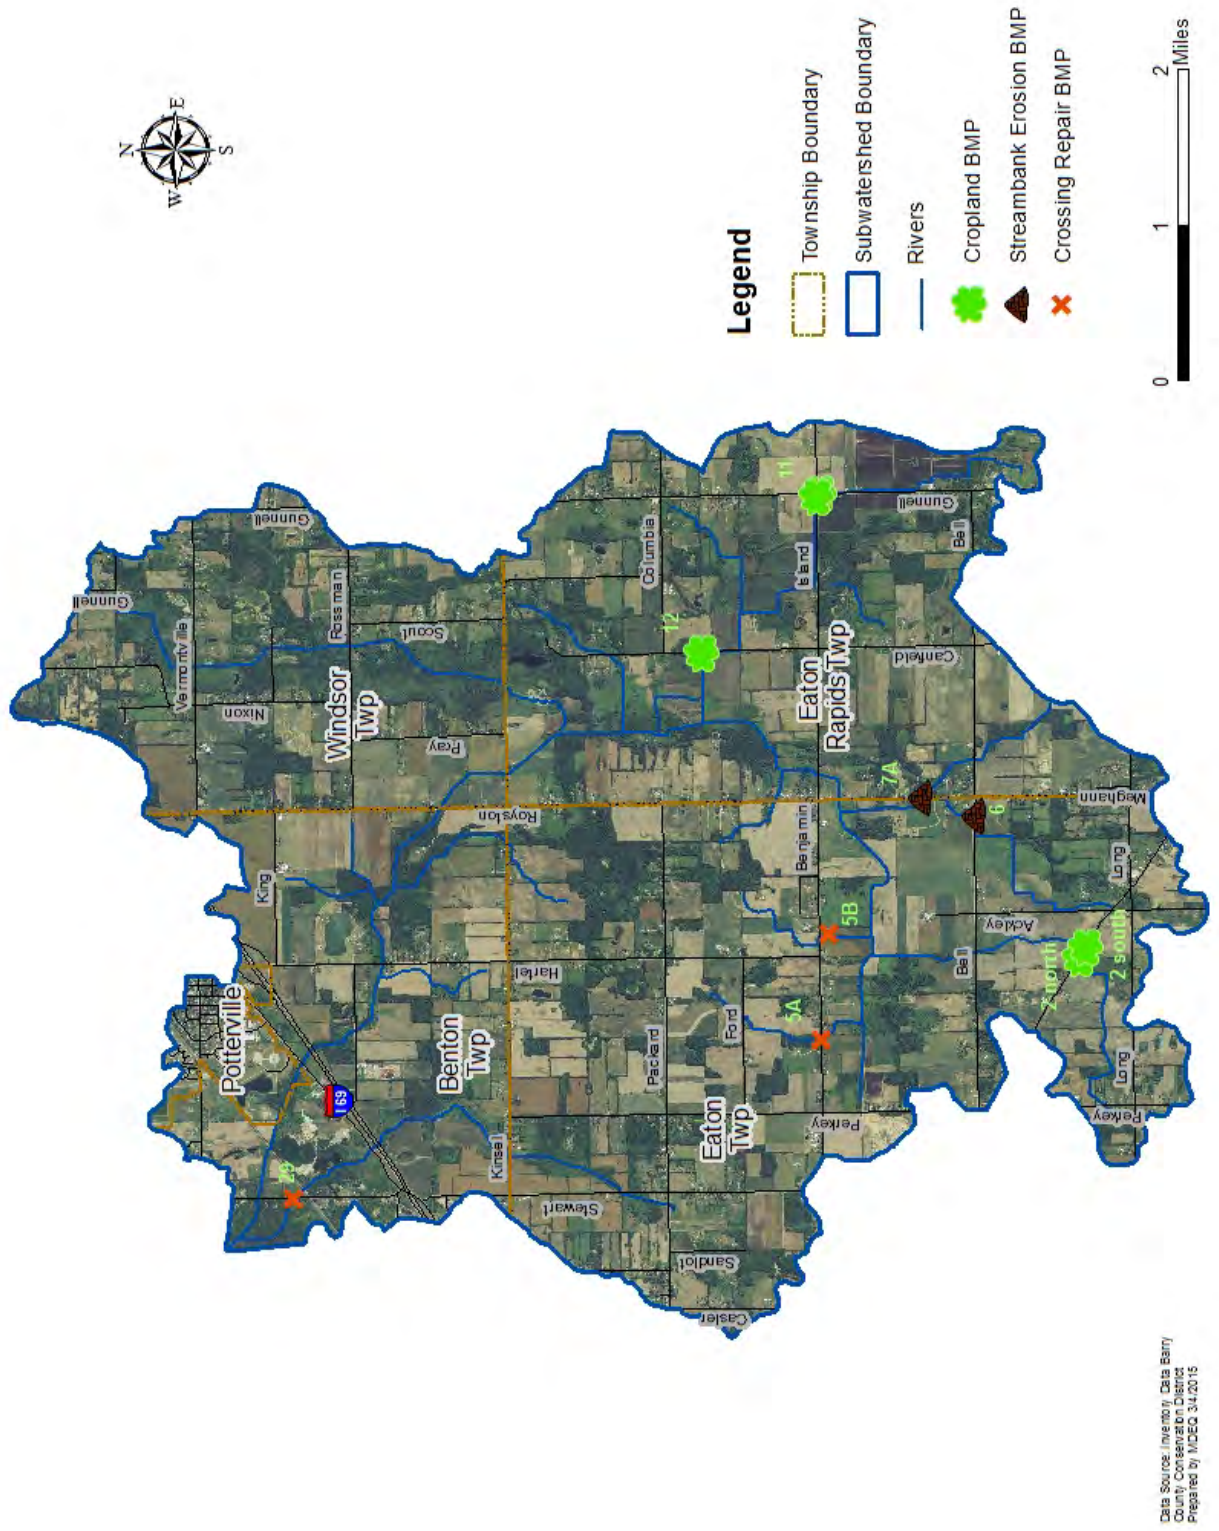 N
W
E
S
Legend
Township Boundary
Subwatershed Boundary
Rivers
Cropland BMP
Streambank Erosion BMP
Crossing Repair BMP
0
1
2
Miles
Gunnell
Gunnell
Vermontville
Rossman
Scout
Nixon
Windsor
Twp
Pray
King
Royston
Potterville
I 69
Hartel
Benton
Twp
Kinsel
Stewart
Columbia
12
11
Island
Gunnell
Bell
Canfield
Eaton
Rapids Twp
7A
6
Meghann
Benjamin
5B
Long
Ackley
Bell
2 north
2 south
Ford
5A
Packard
Eaton
Twp
Perkey
Long
Perkey
Sandlot
Casler
Data Source: Inventory Data Barry
County Conservation District
Prepared by MDEQ 3/4/2015